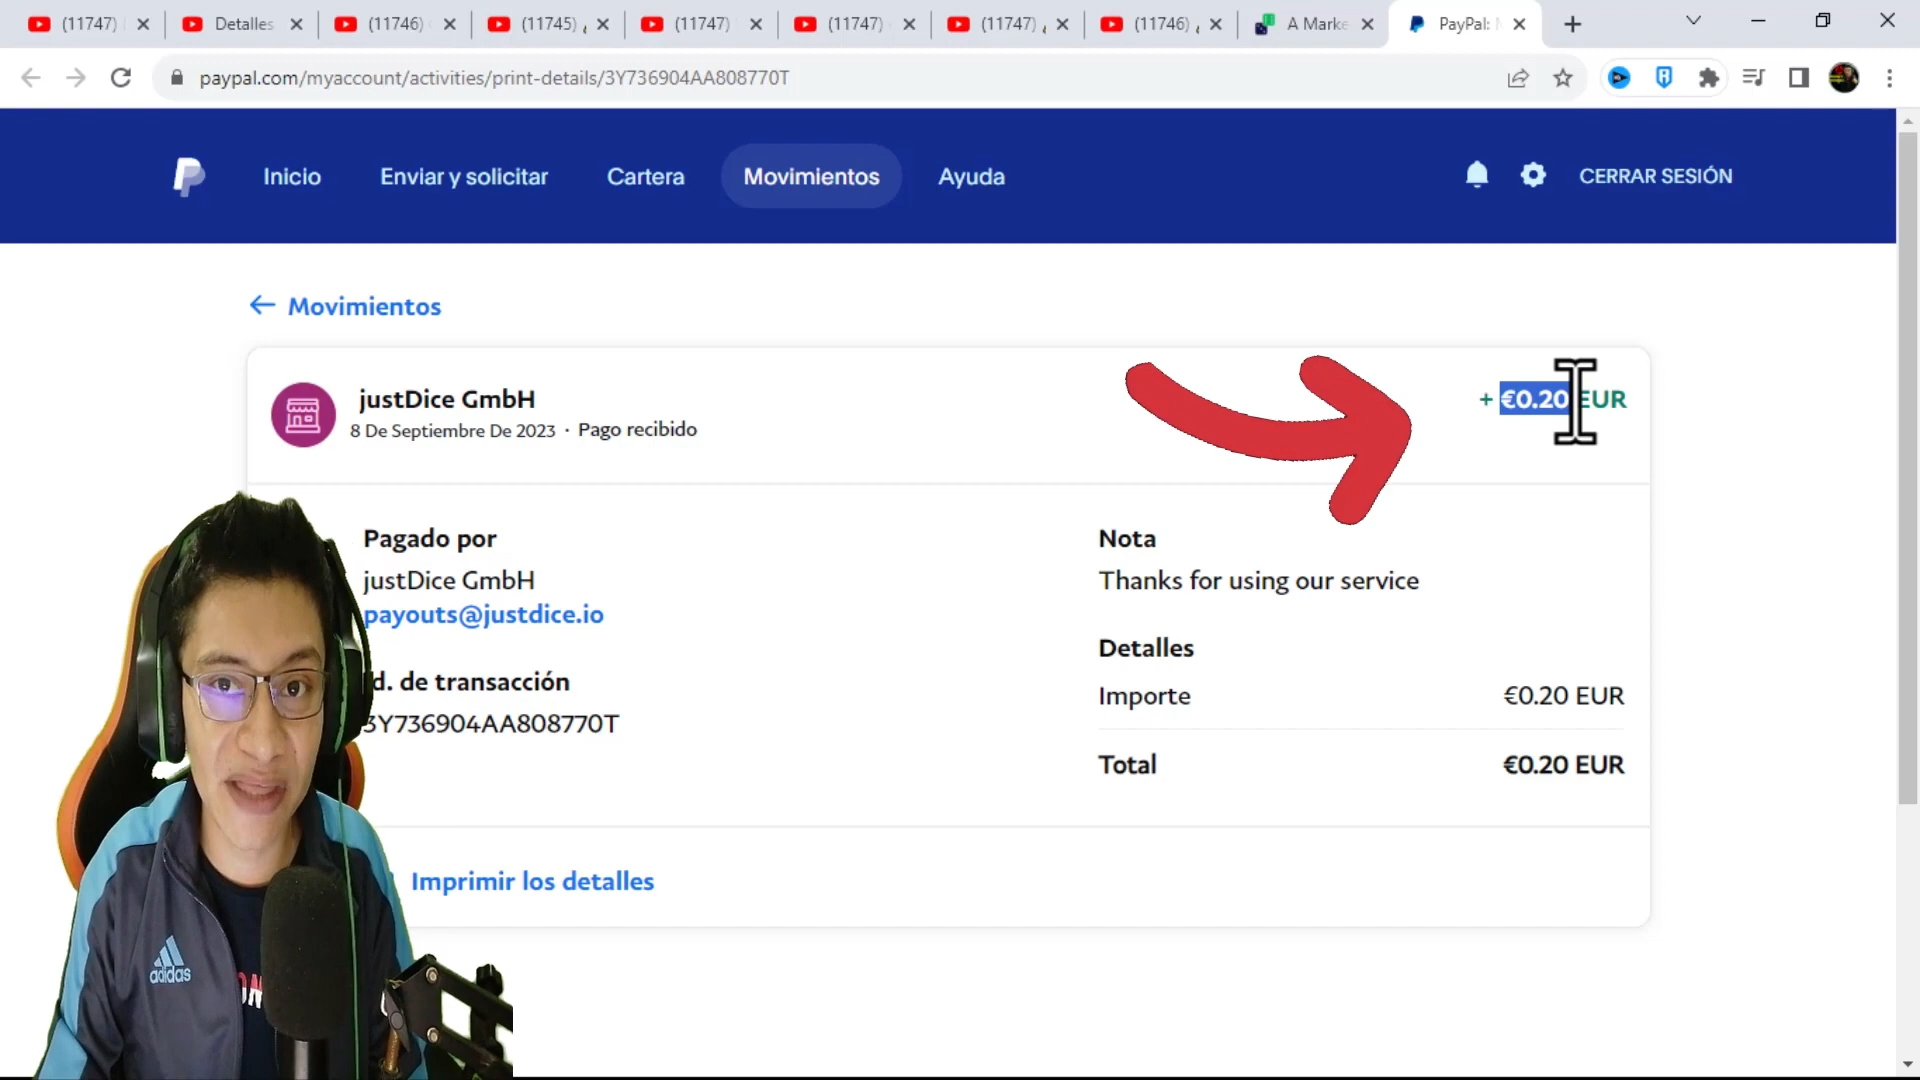 (11747)
Detalles
(11746)
(11745)
(11747)
(11747)
(11747)
(11746)
A Marke
PayPal:
paypal.com/myaccount/activities/print-details/3Y736904AA808770T
Inicio
Enviar y solicitar
Cartera
Movimientos
Ayuda
CERRAR SESIÓN
← Movimientos
justDice GmbH
8 De Septiembre De 2023 · Pago recibido
+ €0.20 EUR
Pagado por
justDice GmbH
payouts@justdice.io
Id. de transacción
3Y736904AA808770T
Nota
Thanks for using our service
Detalles
Importe €0.20 EUR
Total €0.20 EUR
Imprimir los detalles
adidas